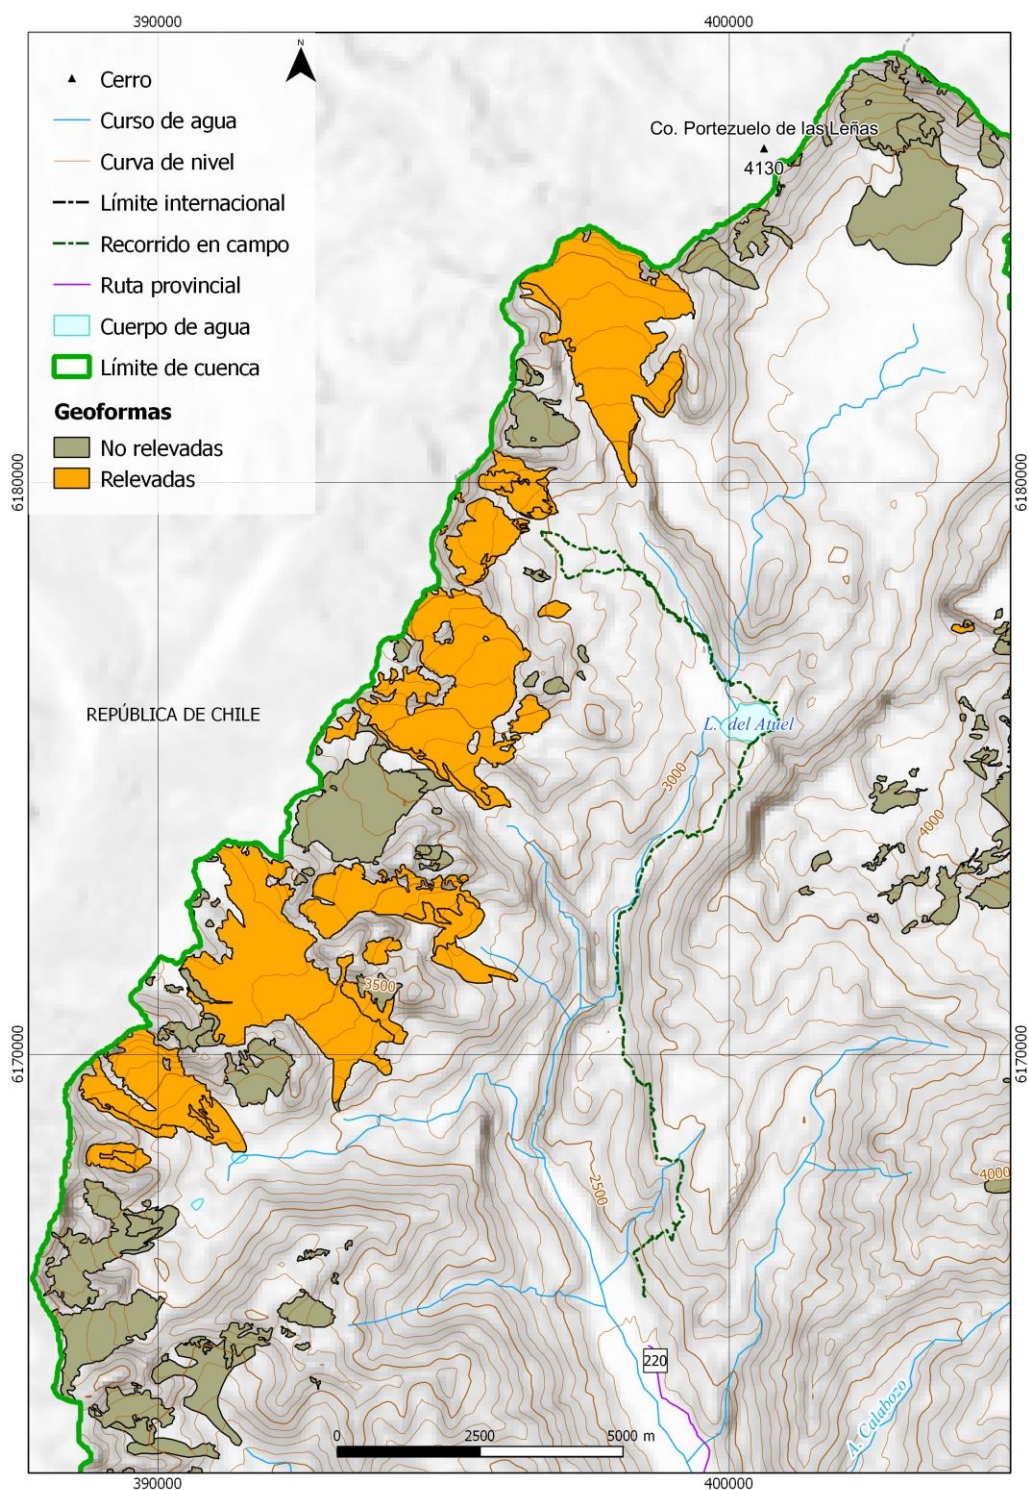 390000
400000
N
Cerro
Curso de agua
Curva de nivel
Límite internacional
Recorrido en campo
Ruta provincial
Cuerpo de agua
Límite de cuenca
Geoformas
No relevadas
Relevadas
Co. Portezuelo de las Leñas
4130
6180000
6180000
REPÚBLICA DE CHILE
L. del Atuel
3000
4000
3500
6170000
6170000
2500
4000
220
A. Calabozo
0
2500
5000 m
390000
400000